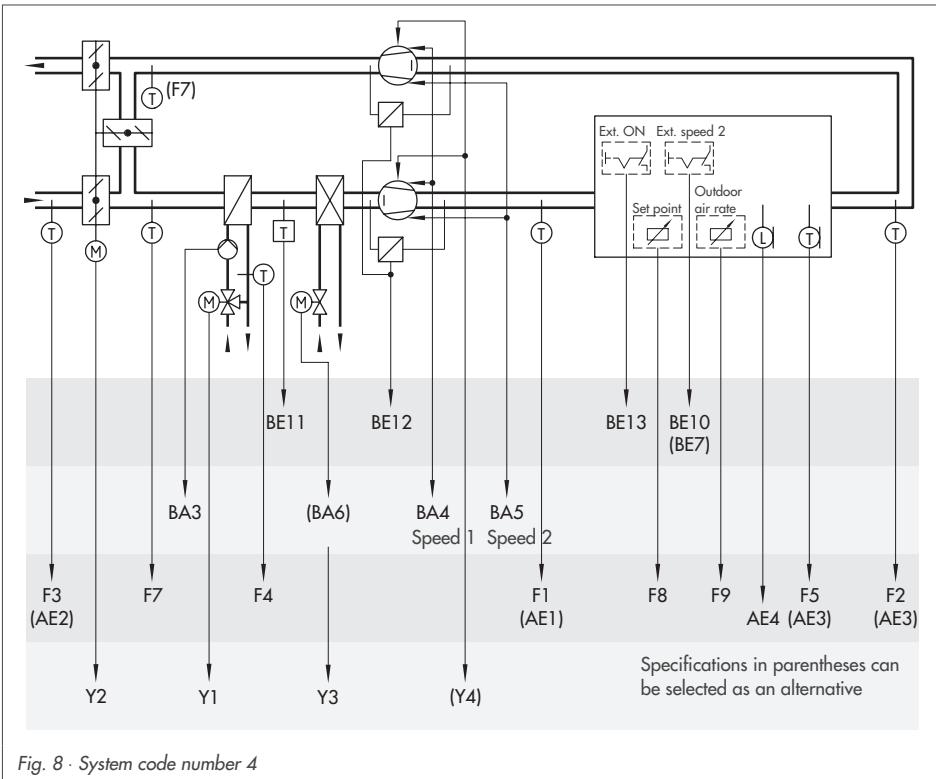 (F7)
T
Ext. ON Ext. speed 2
Set point
Outdoor
air rate
T
T
T
T
L
T
T
M
T
M
M
BE11 BE12 BE13 BE10
(BE7)
BA3 (BA6) BA4 BA5
Speed 1 Speed 2
F3 F7 F4 F1 F8 F9 AE4 F5 F2
(AE2) (AE1) (AE3) (AE3)
Y2 Y1 Y3 (Y4)
Specifications in parentheses can
be selected as an alternative
Fig. 8 · System code number 4